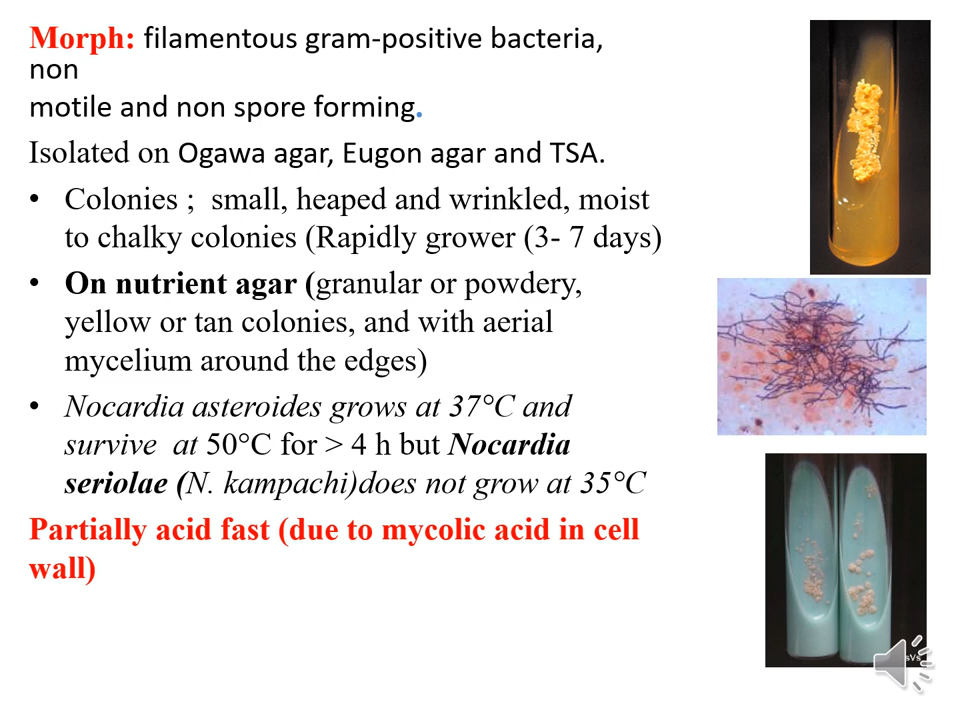 Morph: filamentous gram-positive bacteria,
non
motile and non spore forming.
Isolated on Ogawa agar, Eugon agar and TSA.
• Colonies ;  small, heaped and wrinkled, moist
to chalky colonies (Rapidly grower (3- 7 days)
• On nutrient agar (granular or powdery,
yellow or tan colonies, and with aerial
mycelium around the edges)
• Nocardia asteroides grows at 37°C and
survive  at 50°C for > 4 h but Nocardia
seriolae (N. kampachi)does not grow at 35°C
Partially acid fast (due to mycolic acid in cell
wall)